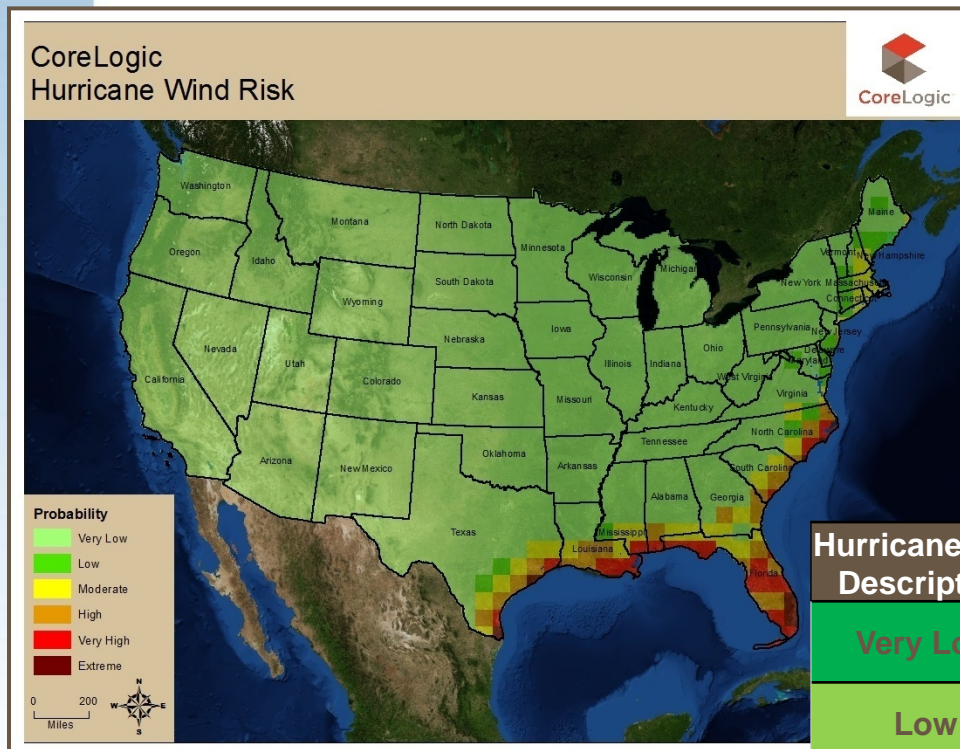 CoreLogic
Hurricane Wind Risk
CoreLogic
Washington
Montana
North Dakota
Minnesota
Maine
Oregon
Idaho
Wyoming
South Dakota
Wisconsin
Michigan
Vermont
New Hampshire
New York
Massachusetts
Connecticut
Nevada
Utah
Nebraska
Iowa
Pennsylvania
New Jersey
Illinois
Indiana
Ohio
Delaware
Maryland
California
Colorado
Kansas
Missouri
West Virginia
Virginia
Kentucky
Arizona
New Mexico
Oklahoma
Arkansas
Tennessee
North Carolina
South Carolina
Texas
Louisiana
Mississippi
Alabama
Georgia
Florida
Probability
Very Low
Low
Moderate
High
Very High
Extreme
0 200
Miles
N
W E
S
Hurricane
Descript
Very Lo
Low